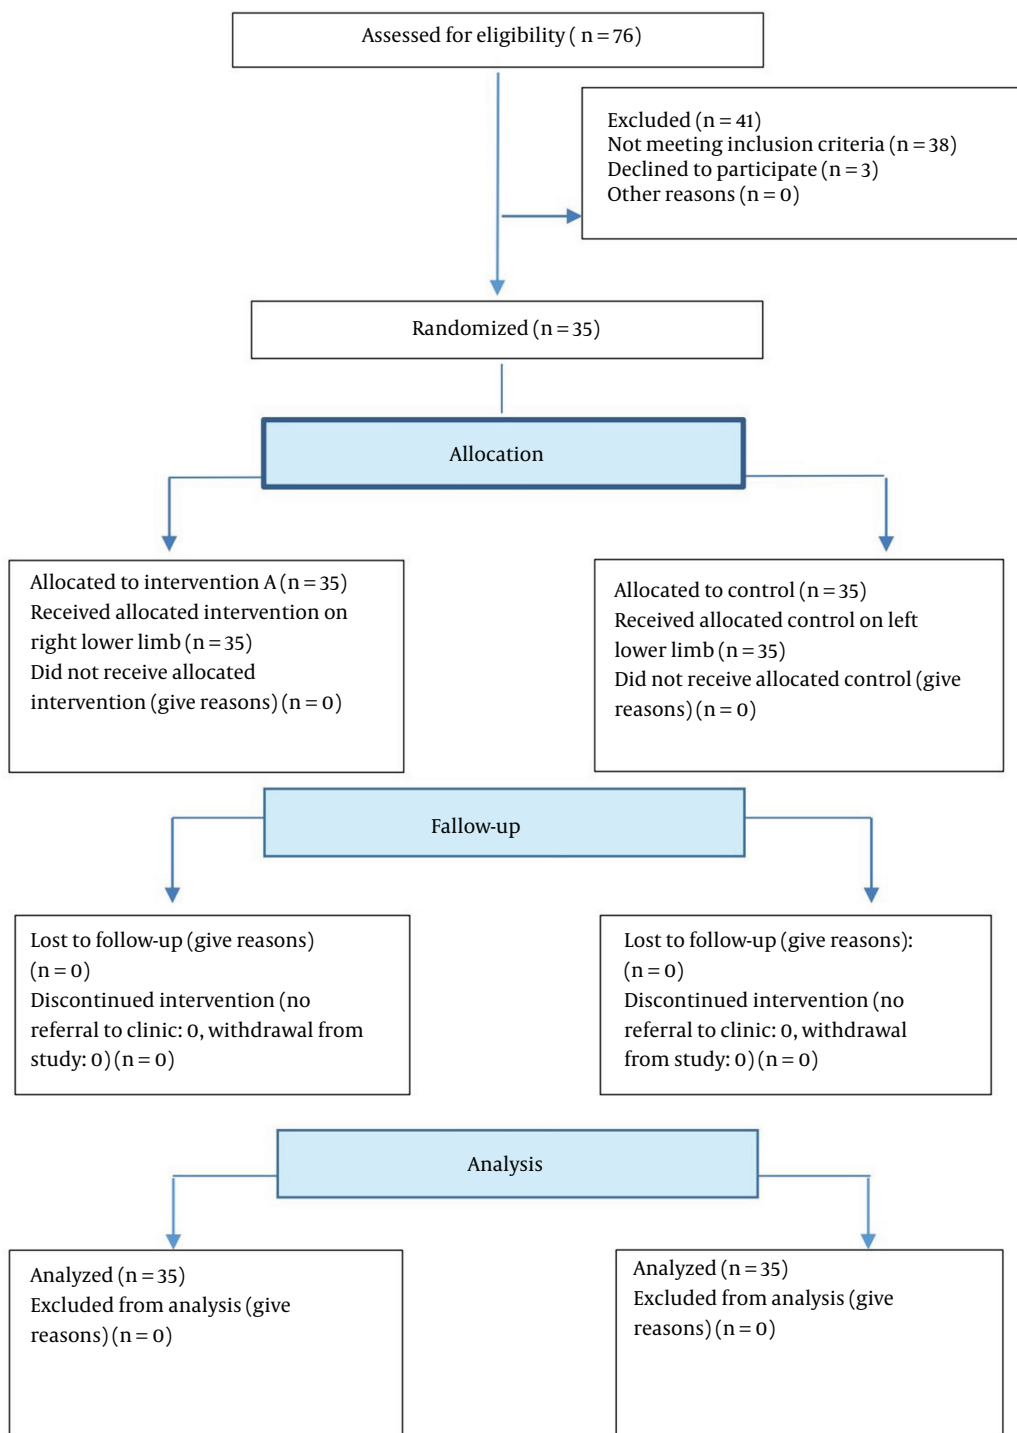 Assessed for eligibility ( n = 76)
Excluded (n = 41)
Not meeting inclusion criteria (n = 38)
Declined to participate (n = 3)
Other reasons (n = 0)
Randomized (n = 35)
Allocation
Allocated to intervention A (n = 35)
Received allocated intervention on
right lower limb (n = 35)
Did not receive allocated
intervention (give reasons) (n = 0)
Allocated to control (n = 35)
Received allocated control on left
lower limb (n = 35)
Did not receive allocated control (give
reasons) (n = 0)
Fallow-up
Lost to follow-up (give reasons)
(n = 0)
Discontinued intervention (no
referral to clinic: 0, withdrawal from
study: 0) (n = 0)
Lost to follow-up (give reasons):
(n = 0)
Discontinued intervention (no
referral to clinic: 0, withdrawal
from study: 0) (n = 0)
Analysis
Analyzed (n = 35)
Excluded from analysis (give
reasons) (n = 0)
Analyzed (n = 35)
Excluded from analysis (give
reasons) (n = 0)